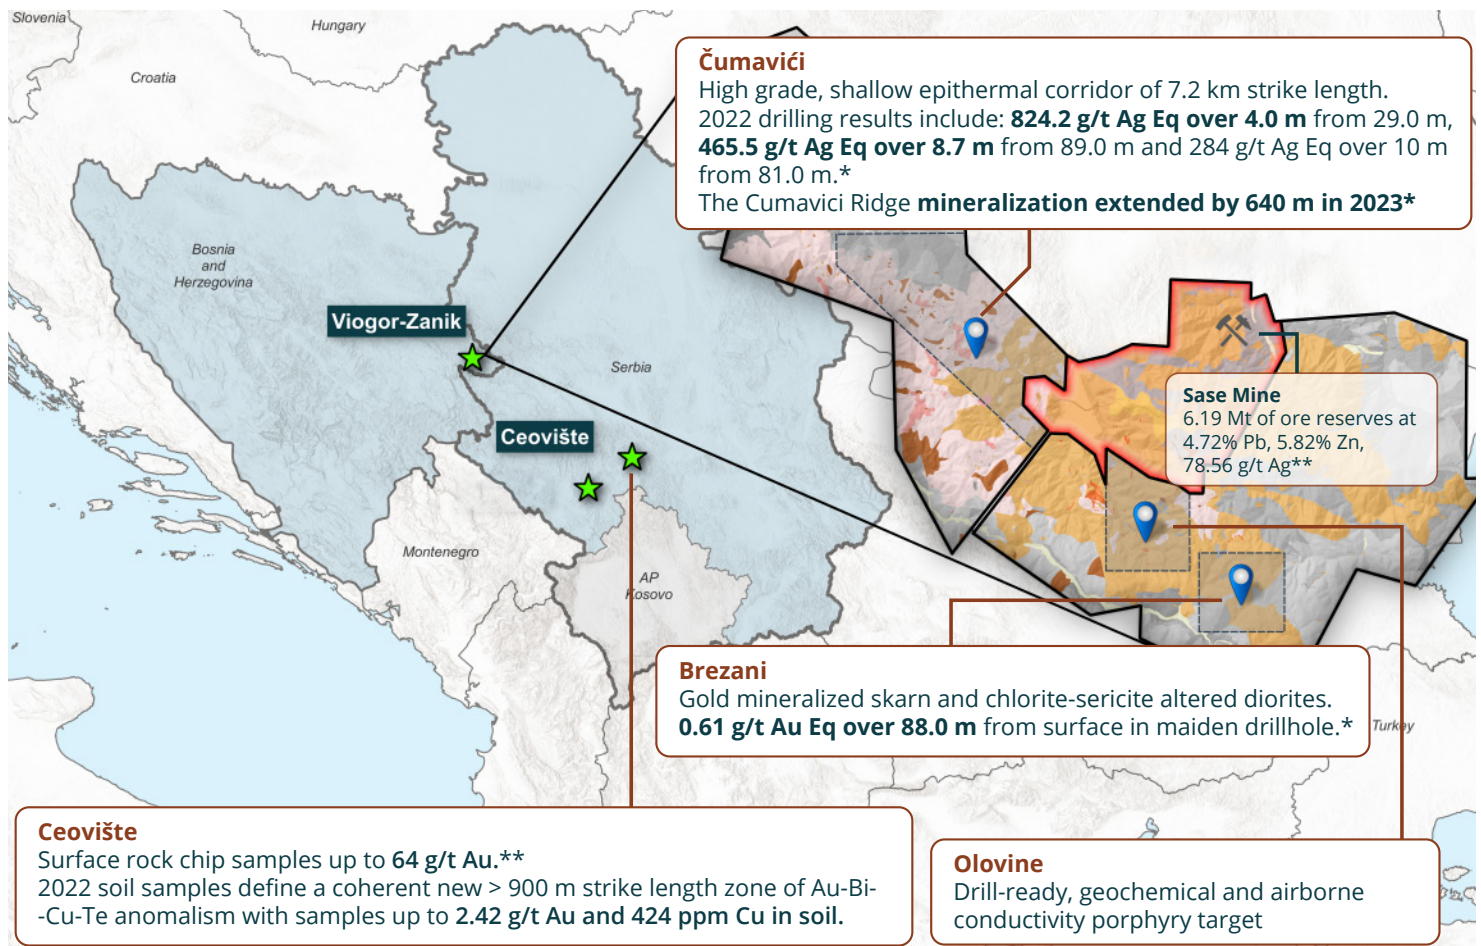 Slovenia
Hungary
Croatia
Čumavići
High grade, shallow epithermal corridor of 7.2 km strike length.
2022 drilling results include: 824.2 g/t Ag Eq over 4.0 m from 29.0 m,
465.5 g/t Ag Eq over 8.7 m from 89.0 m and 284 g/t Ag Eq over 10 m
from 81.0 m.*
The Cumavici Ridge mineralization extended by 640 m in 2023*
Bosnia
and
Herzegovina
Viogor-Zanik
Serbia
Ceovište
Sase Mine
6.19 Mt of ore reserves at
4.72% Pb, 5.82% Zn,
78.56 g/t Ag**
Montenegro
AP
Kosovo
Brezani
Gold mineralized skarn and chlorite-sericite altered diorites.
0.61 g/t Au Eq over 88.0 m from surface in maiden drillhole.*
Turkey
Ceovište
Surface rock chip samples up to 64 g/t Au.**
2022 soil samples define a coherent new > 900 m strike length zone of Au-Bi-
-Cu-Te anomalism with samples up to 2.42 g/t Au and 424 ppm Cu in soil.
Olovine
Drill-ready, geochemical and airborne
conductivity porphyry target